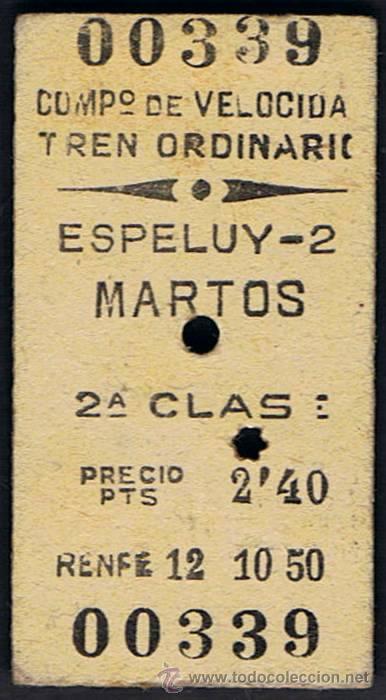 00339
COMPº DE VELOCIDA
TREN ORDINARI
ESPELUY-2
MARTOS
2ª CLAS
PRECIO PTS 2'40
RENFE 12 10 50
00339
© www.todocoleccion.net